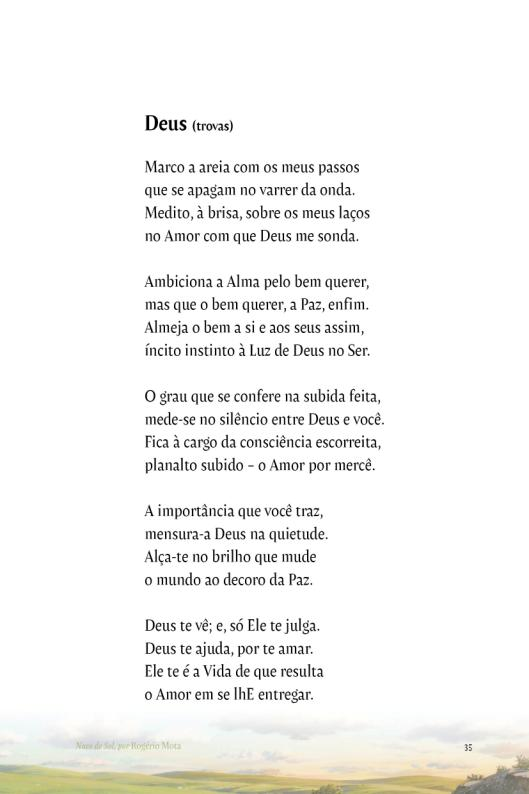 Deus (trovas)
Marco a areia com os meus passos
que se apagam no varrer da onda.
Medito, à brisa, sobre os meus laços
no Amor com que Deus me sonda.
Ambiciona a Alma pelo bem querer,
mas que o bem querer, a Paz, enfim.
Almeja o bem a si e aos seus assim,
íncito instinto à Luz de Deus no Ser.
O grau que se confere na subida feita,
mede-se no silêncio entre Deus e você.
Fica à cargo da consciência escorreita,
planalto subido – o Amor por mercê.
A importância que você traz,
mensura-a Deus na quietude.
Alça-te no brilho que mude
o mundo ao decoro da Paz.
Deus te vê; e, só Ele te julga.
Deus te ajuda, por te amar.
Ele te é a Vida de que resulta
o Amor em se lhE entregar.
de Sol, por Rogério Mota
35